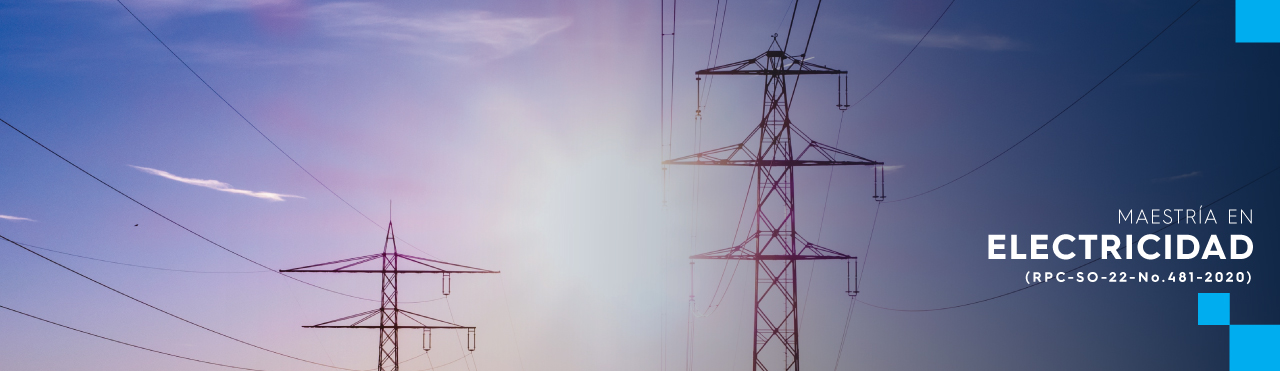 MAESTRÍA EN
ELECTRICIDAD
(RPC-SO-22-No.481-2020)